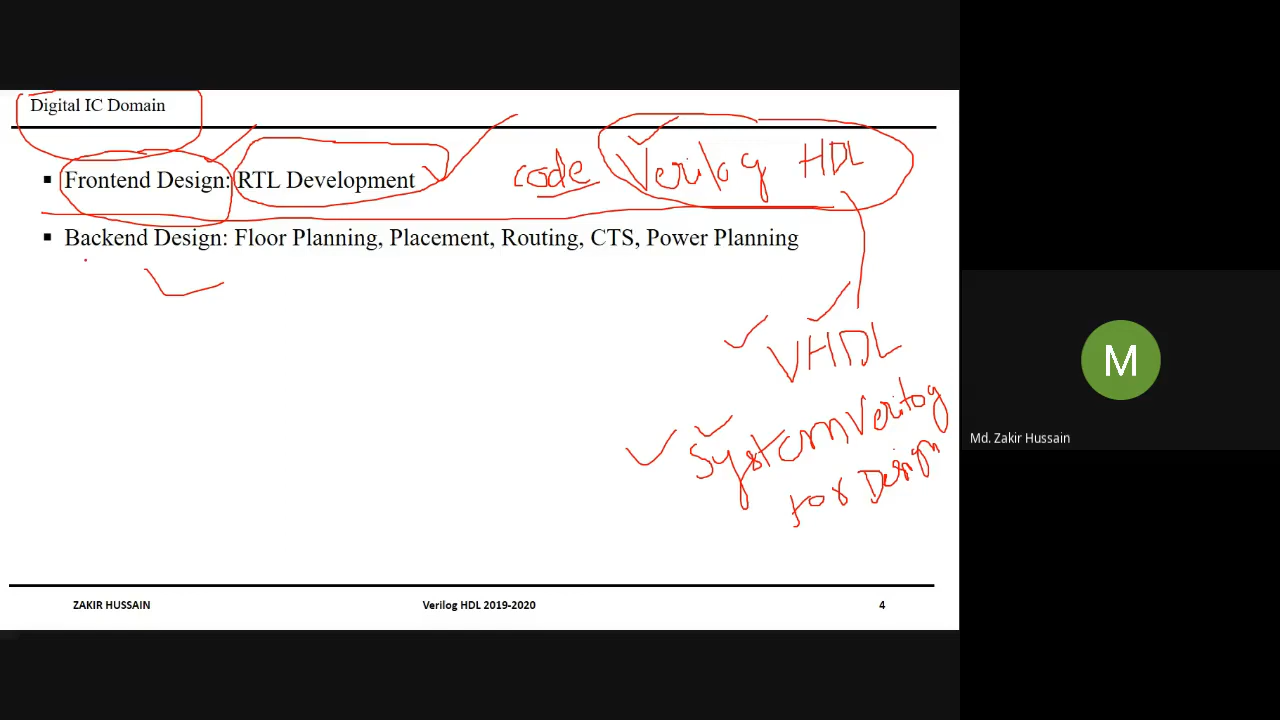 Digital IC Domain
▪ Frontend Design: RTL Development
code Verilog HDL
▪ Backend Design: Floor Planning, Placement, Routing, CTS, Power Planning
VHDL
SystemVerilog
for Design
ZAKIR HUSSAIN Verilog HDL 2019-2020 4
M
Md. Zakir Hussain